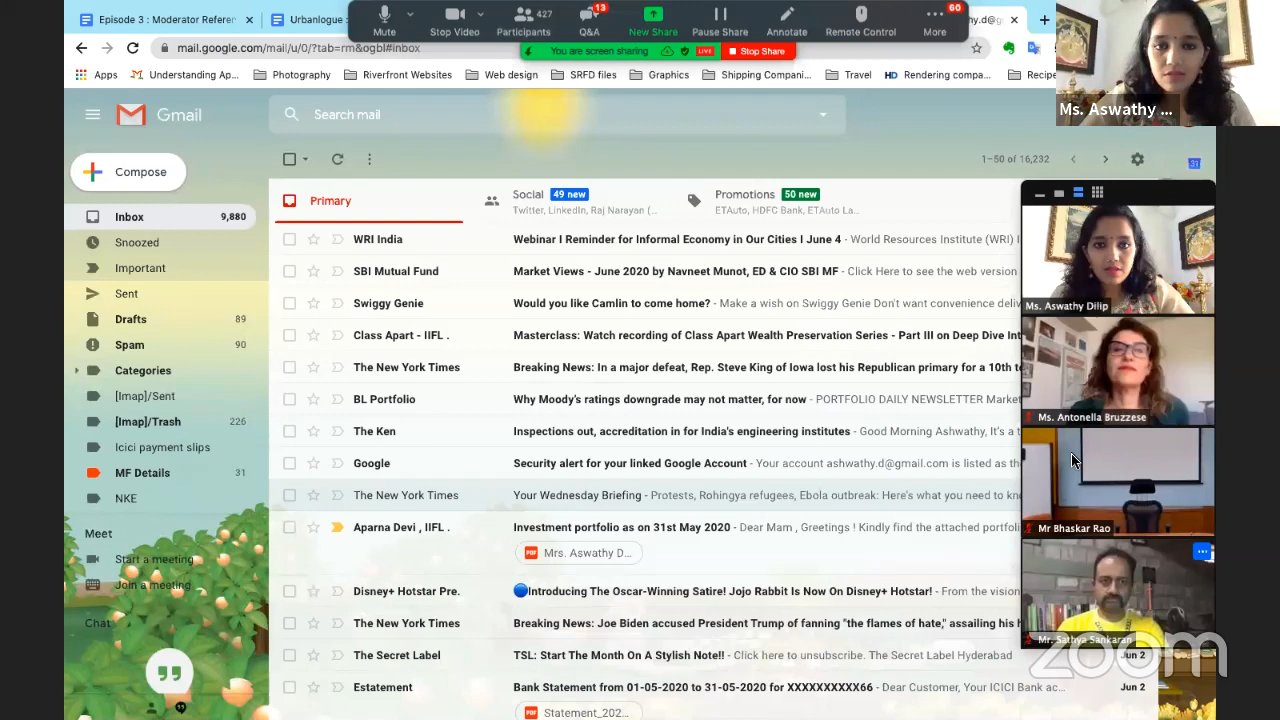 Episode 3 : Moderator Referer
Urbanlogue :
hy.d@gm
427
13
60
Mute
Stop Video
Participants
Q&A
New Share
Pause Share
Annotate
Remote Control
More
You are screen sharing
LIVE
Stop Share
mail.google.com/mail/u/0/?tab=rm&ogbl#inbox
Apps
Understanding Ap...
Photography
Riverfront Websites
Web design
SRFD files
Graphics
Shipping Compani...
Travel
HD Rendering compa...
Recipe
Ms. Aswathy ...
Gmail
Search mail
Compose
1–50 of 16,232
31
Primary
Social 49 new
Twitter, LinkedIn, Raj Narayan (...
Promotions 50 new
ETAuto, HDFC Bank, ETAuto La...
Inbox 9,880
Snoozed
Important
Sent
Drafts 89
Spam 90
Categories
[Imap]/Sent
[Imap]/Trash 226
Icici payment slips
MF Details 31
NKE
Meet
Start a meeting
Join a meeting
Chat
WRI India Webinar I Reminder for Informal Economy in Our Cities I June 4 - World Resources Institute (WRI) I
SBI Mutual Fund Market Views - June 2020 by Navneet Munot, ED & CIO SBI MF - Click Here to see the web version
Swiggy Genie Would you like Camlin to come home? - Make a wish on Swiggy Genie Don't want convenience delive
Class Apart - IIFL . Masterclass: Watch recording of Class Apart Wealth Preservation Series - Part III on Deep Dive Int
The New York Times Breaking News: In a major defeat, Rep. Steve King of Iowa lost his Republican primary for a 10th t
BL Portfolio Why Moody's ratings downgrade may not matter, for now - PORTFOLIO DAILY NEWSLETTER Market
The Ken Inspections out, accreditation in for India's engineering institutes - Good Morning Ashwathy, It's a t
Google Security alert for your linked Google Account - Your account ashwathy.d@gmail.com is listed as the
The New York Times Your Wednesday Briefing - Protests, Rohingya refugees, Ebola outbreak: Here's what you need to kn
Aparna Devi , IIFL . Investment portfolio as on 31st May 2020 - Dear Mam , Greetings ! Kindly find the attached portfoli
PDF Mrs. Aswathy D...
Disney+ Hotstar Pre. Introducing The Oscar-Winning Satire! Jojo Rabbit Is Now On Disney+ Hotstar! - From the vision
The New York Times Breaking News: Joe Biden accused President Trump of fanning "the flames of hate," assailing his h
The Secret Label TSL: Start The Month On A Stylish Note!! - Click here to unsubscribe. The Secret Label Hyderabad Jun 2
Estatement Bank Statement from 01-05-2020 to 31-05-2020 for XXXXXXXXXX66 - Dear Customer, Your ICICI Bank ac... Jun 2
PDF Statement_202...
Ms. Aswathy Dilip
Ms. Antonella Bruzzese
Mr Bhaskar Rao
Mr. Sathya Sankaran
zoom